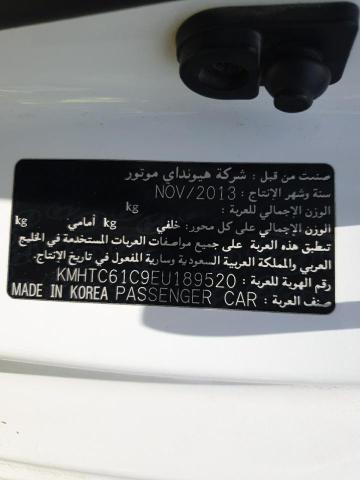 صنعت من قبل : شركة هيونداي موتور
سنة وشهر الإنتاج : NOV/2013
الوزن الإجمالي للعربة : kg
الوزن الإجمالي على كل محور: خلفي kg أمامي kg
تنطبق هذه العربة على جميع مواصفات العربات المستخدمة في الخليج
العربي والمملكة العربية السعودية وسارية المفعول في تاريخ الإنتاج.
رقم الهوية للعربة : KMHTC61C9EU189520
صنف العربة : PASSENGER CAR MADE IN KOREA